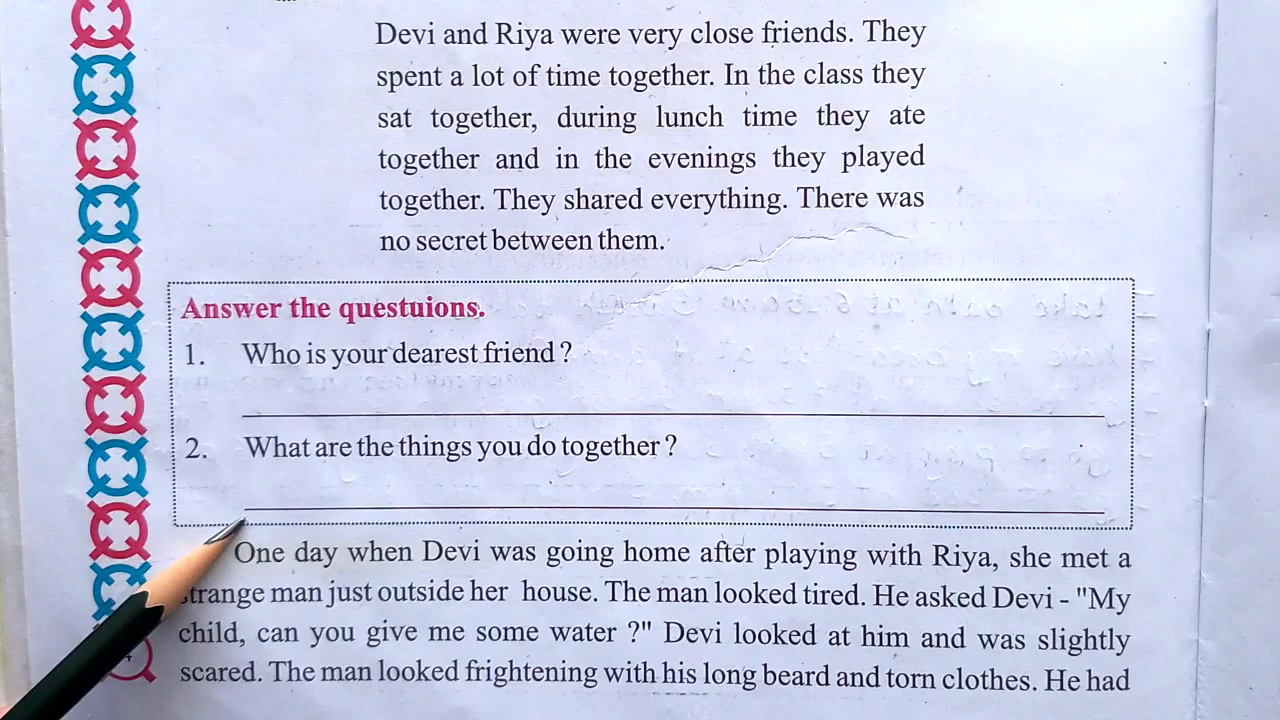 Devi and Riya were very close friends. They
spent a lot of time together. In the class they
sat together, during lunch time they ate
together and in the evenings they played
together. They shared everything. There was
no secret between them.
Answer the questuions.
1. Who is your dearest friend ?
2. What are the things you do together ?
One day when Devi was going home after playing with Riya, she met a
strange man just outside her house. The man looked tired. He asked Devi - "My
child, can you give me some water ?" Devi looked at him and was slightly
scared. The man looked frightening with his long beard and torn clothes. He had